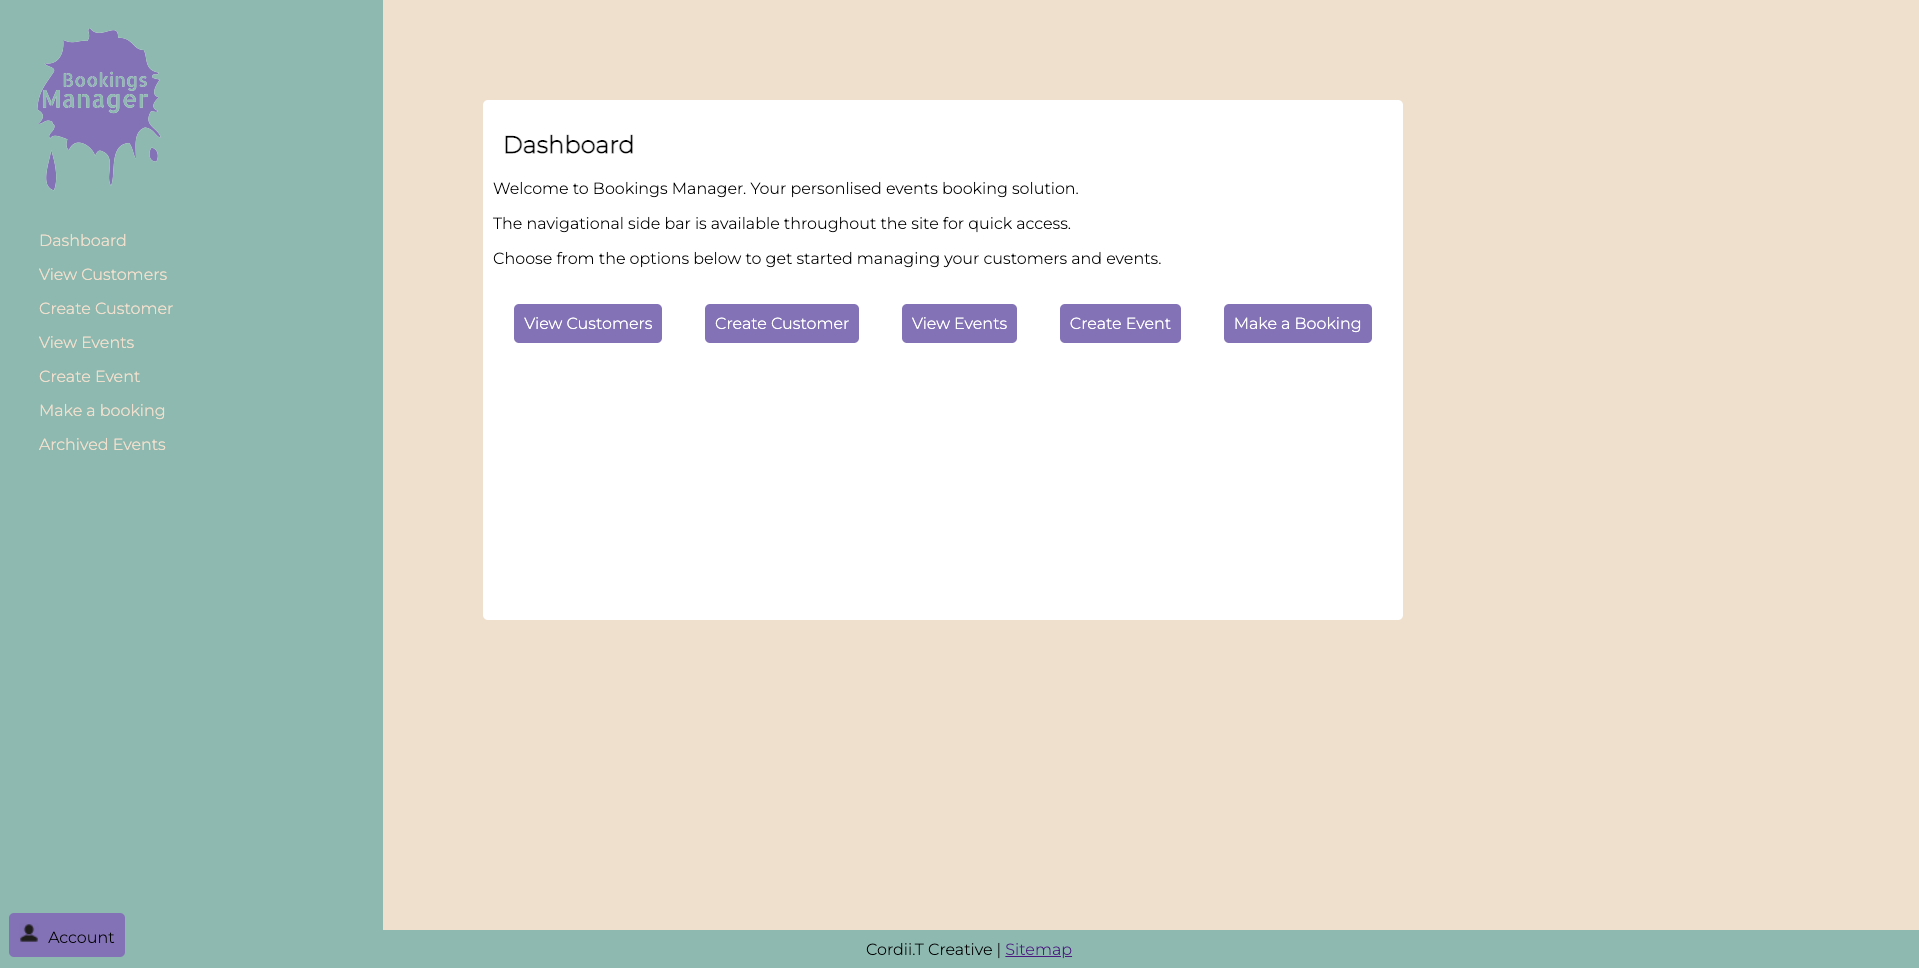 Bookings
Manager
Dashboard
View Customers
Create Customer
View Events
Create Event
Make a booking
Archived Events
Account
Dashboard
Welcome to Bookings Manager. Your personlised events booking solution.
The navigational side bar is available throughout the site for quick access.
Choose from the options below to get started managing your customers and events.
View Customers Create Customer View Events Create Event Make a Booking
Cordii.T Creative | Sitemap